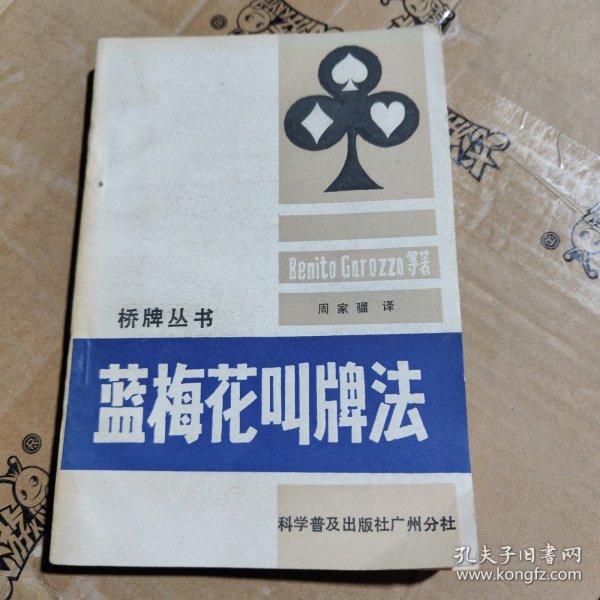 Benito Garozzo等著
周家骝 译
桥牌丛书
蓝梅花叫牌法
科学普及出版社广州分社
孔夫子旧书网
www.kongfz.com